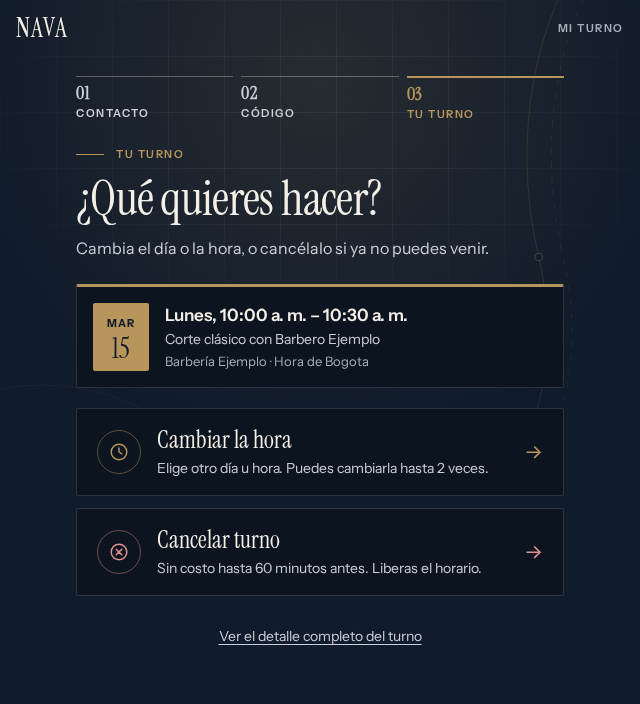 NAVA
MI TURNO
01
CONTACTO
02
CÓDIGO
03
TU TURNO
TU TURNO
¿Qué quieres hacer?
Cambia el día o la hora, o cancélalo si ya no puedes venir.
MAR
15
Lunes, 10:00 a. m. – 10:30 a. m.
Corte clásico con Barbero Ejemplo
Barbería Ejemplo · Hora de Bogota
Cambiar la hora
Elige otro día u hora. Puedes cambiarla hasta 2 veces.
Cancelar turno
Sin costo hasta 60 minutos antes. Liberas el horario.
Ver el detalle completo del turno